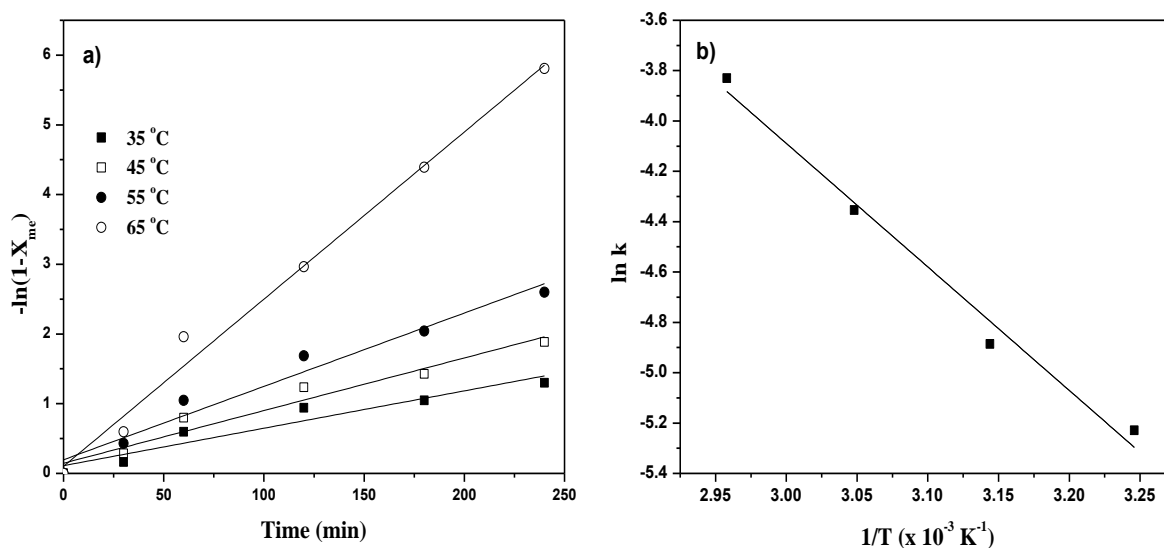 a)
-ln(1-X_me)
6
5
4
3
2
1
0
35 °C
45 °C
55 °C
65 °C
0 50 100 150 200 250
Time (min)
b)
ln k
-3.6
-3.8
-4.0
-4.2
-4.4
-4.6
-4.8
-5.0
-5.2
-5.4
2.95 3.00 3.05 3.10 3.15 3.20 3.25
1/T (x 10⁻³ K⁻¹)